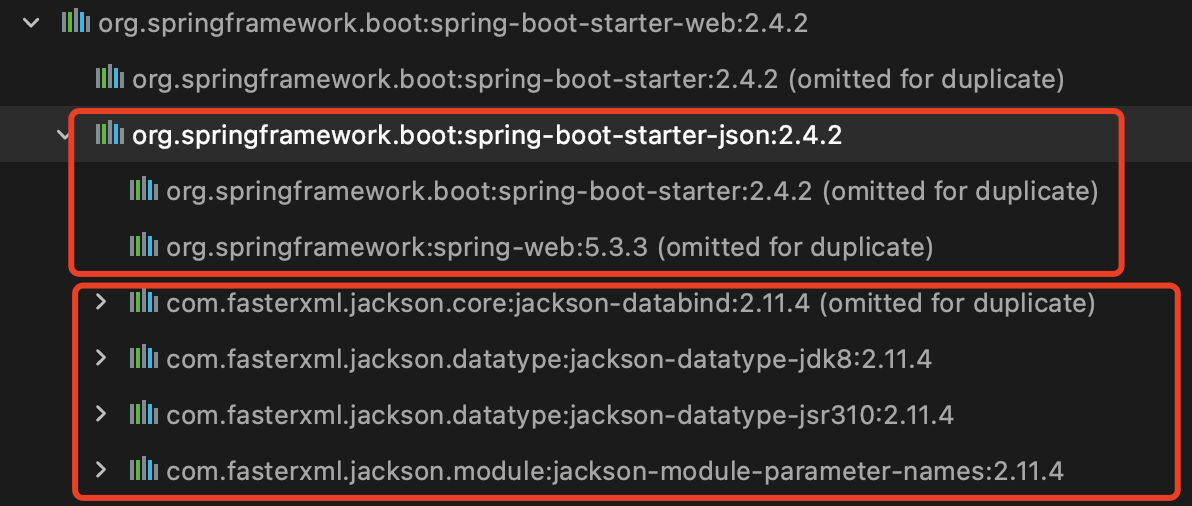 org.springframework.boot:spring-boot-starter-web:2.4.2
org.springframework.boot:spring-boot-starter:2.4.2 (omitted for duplicate)
org.springframework.boot:spring-boot-starter-json:2.4.2
org.springframework.boot:spring-boot-starter:2.4.2 (omitted for duplicate)
org.springframework:spring-web:5.3.3 (omitted for duplicate)
com.fasterxml.jackson.core:jackson-databind:2.11.4 (omitted for duplicate)
com.fasterxml.jackson.datatype:jackson-datatype-jdk8:2.11.4
com.fasterxml.jackson.datatype:jackson-datatype-jsr310:2.11.4
com.fasterxml.jackson.module:jackson-module-parameter-names:2.11.4